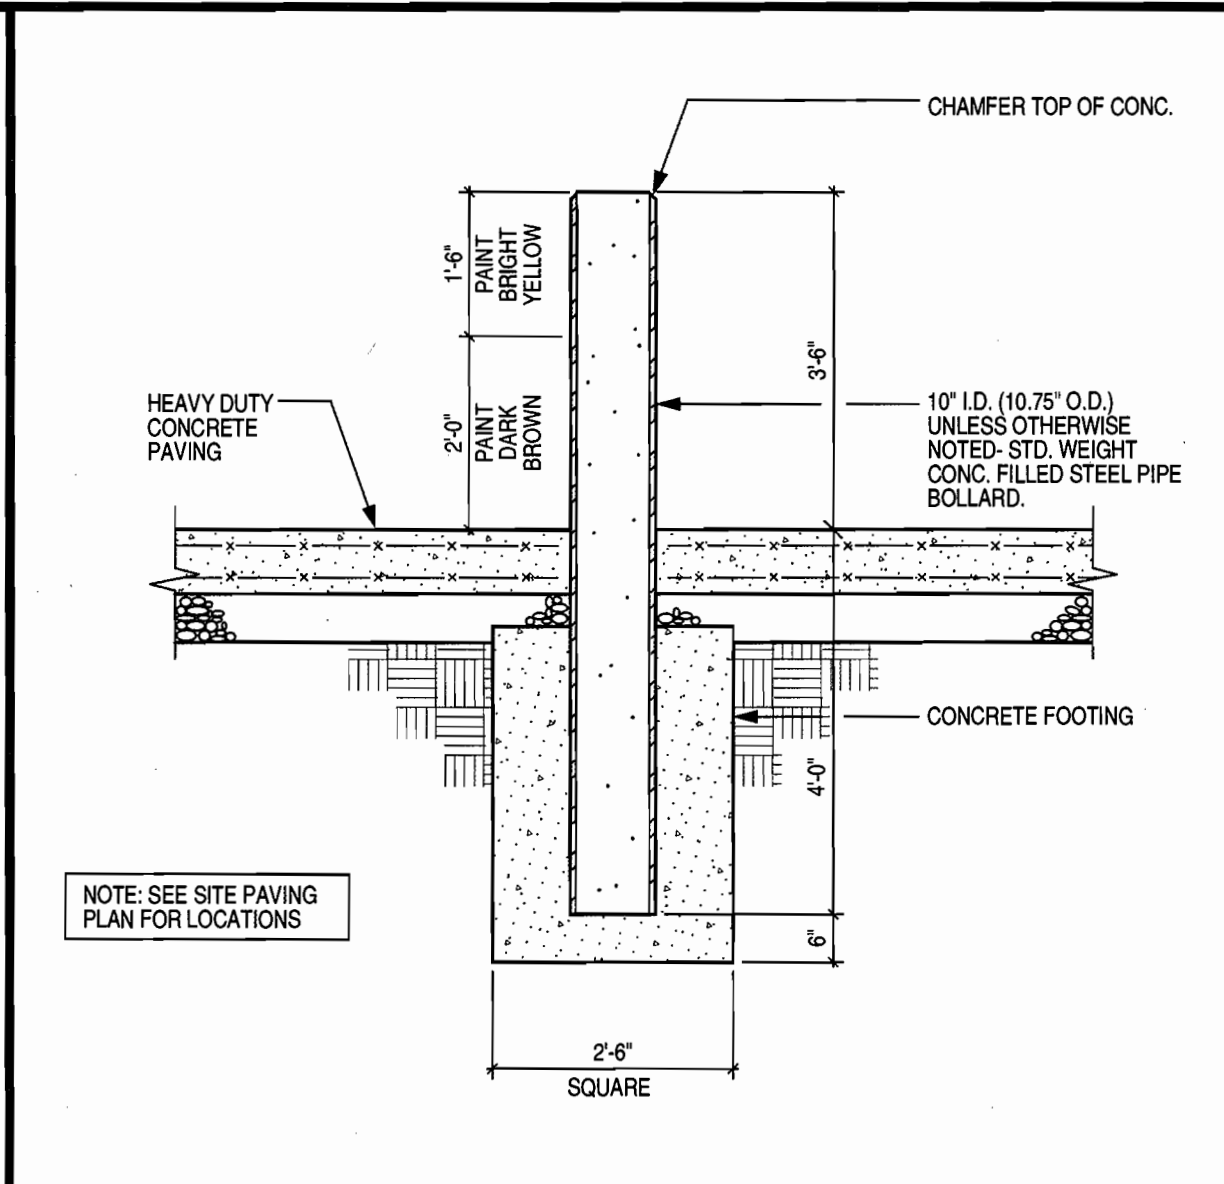 CHAMFER TOP OF CONC.
1'-6"
PAINT
BRIGHT
YELLOW
3'-6"
2'-0"
PAINT
DARK
BROWN
HEAVY DUTY
CONCRETE
PAVING
10" I.D. (10.75" O.D.)
UNLESS OTHERWISE
NOTED- STD. WEIGHT
CONC. FILLED STEEL PIPE
BOLLARD.
CONCRETE FOOTING
4'-0"
NOTE: SEE SITE PAVING
PLAN FOR LOCATIONS
6"
2'-6"
SQUARE